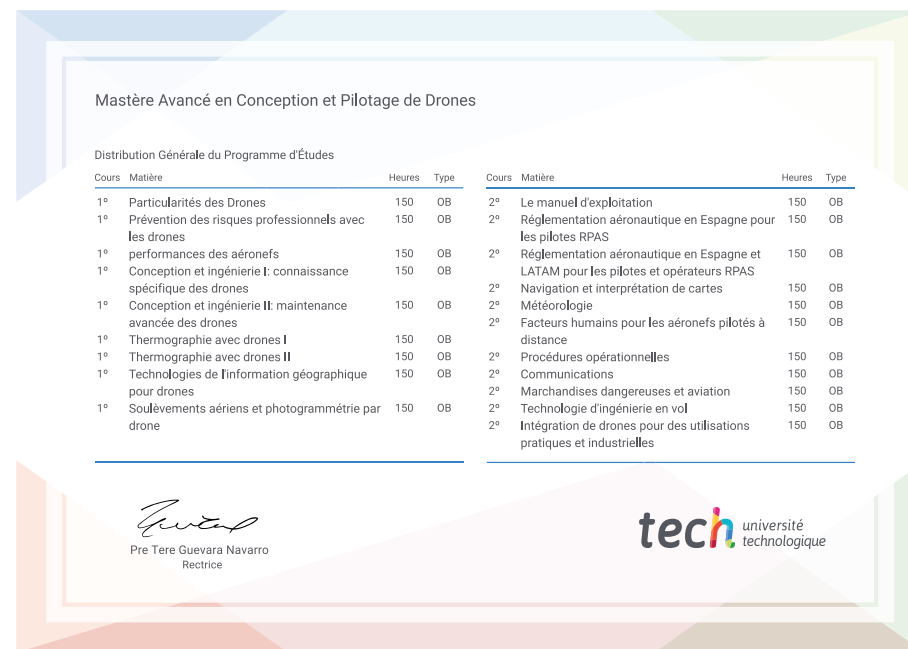 Mastère Avancé en Conception et Pilotage de Drones
Distribution Générale du Programme d'Études
Cours Matière Heures Type
1º Particularités des Drones 150 OB
1º Prévention des risques professionnels avec 150 OB
les drones
1º performances des aéronefs 150 OB
1º Conception et ingénierie I: connaissance 150 OB
spécifique des drones
1º Conception et ingénierie II: maintenance 150 OB
avancée des drones
1º Thermographie avec drones I 150 OB
1º Thermographie avec drones II 150 OB
1º Technologies de l'information géographique 150 OB
pour drones
1º Soulèvements aériens et photogrammétrie par 150 OB
drone
Cours Matière Heures Type
2º Le manuel d'exploitation 150 OB
2º Réglementation aéronautique en Espagne pour 150 OB
les pilotes RPAS
2º Réglementation aéronautique en Espagne et 150 OB
LATAM pour les pilotes et opérateurs RPAS
2º Navigation et interprétation de cartes 150 OB
2º Météorologie 150 OB
2º Facteurs humains pour les aéronefs pilotés à 150 OB
distance
2º Procédures opérationnelles 150 OB
2º Communications 150 OB
2º Marchandises dangereuses et aviation 150 OB
2º Technologie d'ingénierie en vol 150 OB
2º Intégration de drones pour des utilisations 150 OB
pratiques et industrielles
Pre Tere Guevara Navarro
Rectrice
tech université
technologique